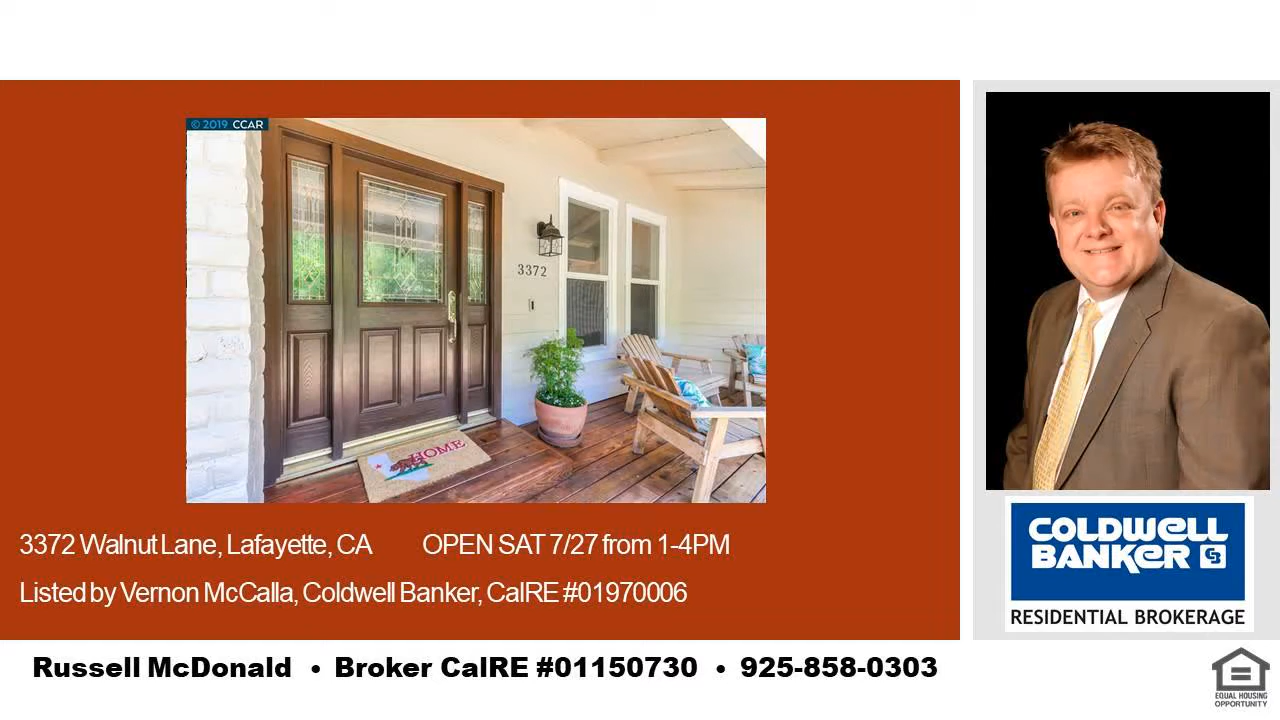 © 2019 CCAR
3372
HOME
3372 Walnut Lane, Lafayette, CA OPEN SAT 7/27 from 1-4PM
Listed by Vernon McCalla, Coldwell Banker, CalRE #01970006
COLDWELL
BANKER CB
RESIDENTIAL BROKERAGE
Russell McDonald • Broker CalRE #01150730 • 925-858-0303
EQUAL HOUSING
OPPORTUNITY